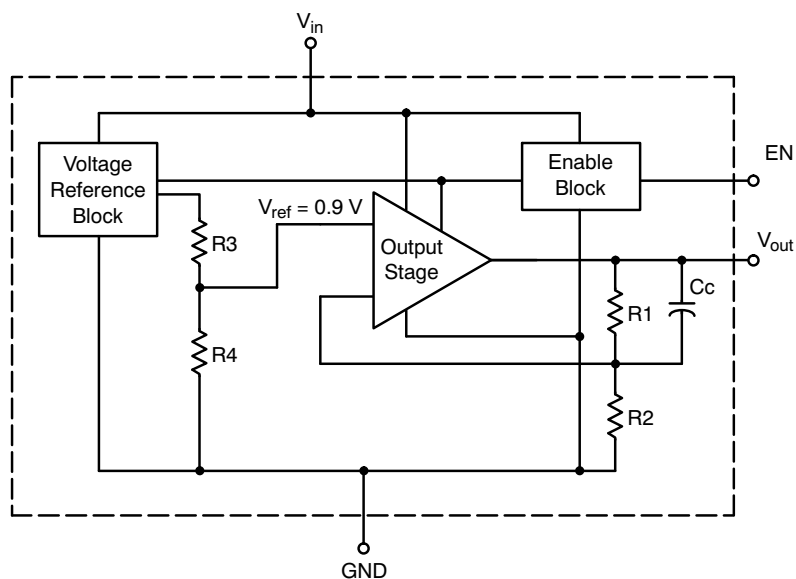 Vin
Voltage
Reference
Block
Enable
Block
EN
Vref = 0.9 V
Vout
R3
Output
Stage
Cc
R1
R4
R2
GND